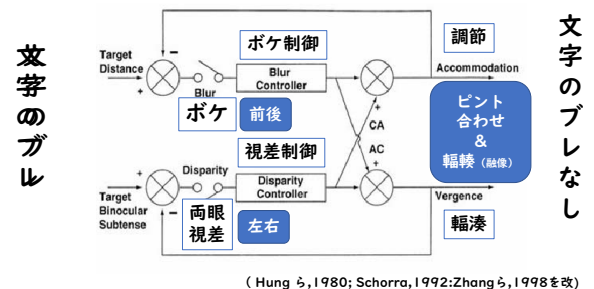 文字のブレ
Target
Distance
−
+
Blur
ボケ
前後
ボケ制御
Blur
Controller
+
CA
AC
+
調節
Accommodation
ピント
合わせ
&
輻輳（融像）
+
Target
Binocular
Subtense
−
Disparity
両眼
視差
左右
視差制御
Disparity
Controller
Vergence
輻湊
文字のブレなし
( Hung ら,1980; Schorra,1992:Zhangら,1998を改)